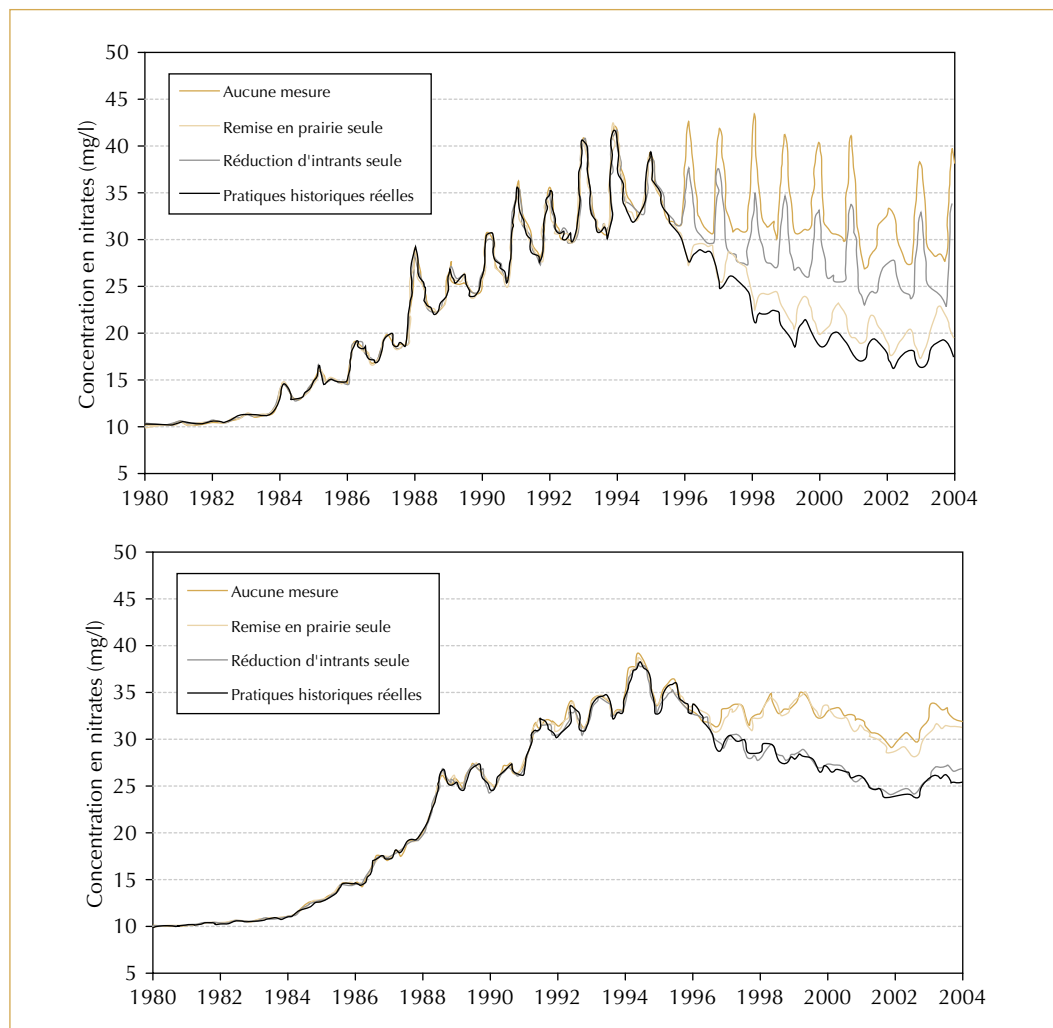 Concentration en nitrates (mg/l)
50
45
40
35
30
25
20
15
10
5
Aucune mesure
Remise en prairie seule
Réduction d'intrants seule
Pratiques historiques réelles
1980 1982 1984 1986 1988 1990 1992 1994 1996 1998 2000 2002 2004
Concentration en nitrates (mg/l)
50
45
40
35
30
25
20
15
10
5
Aucune mesure
Remise en prairie seule
Réduction d'intrants seule
Pratiques historiques réelles
1980 1982 1984 1986 1988 1990 1992 1994 1996 1998 2000 2002 2004